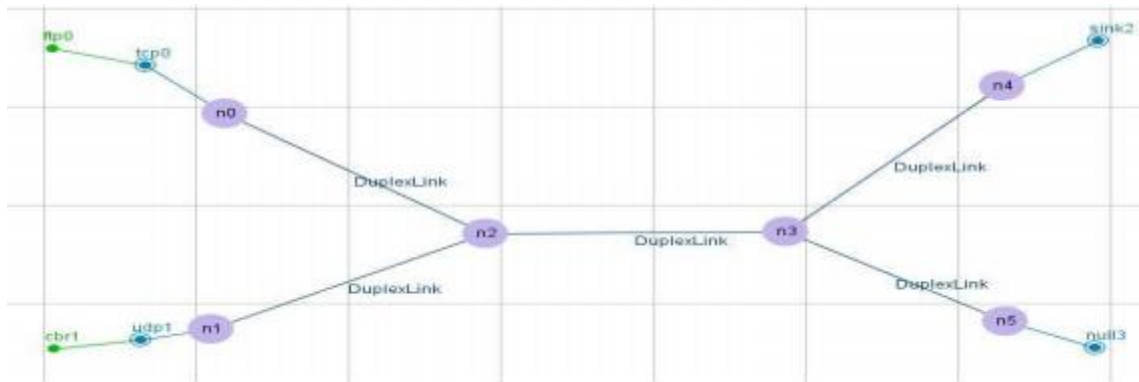 ftp0
tcp0
n0
DuplexLink
sink2
n4
DuplexLink
n2
DuplexLink
n3
cbr1
udp1
n1
DuplexLink
DuplexLink
n5
null3